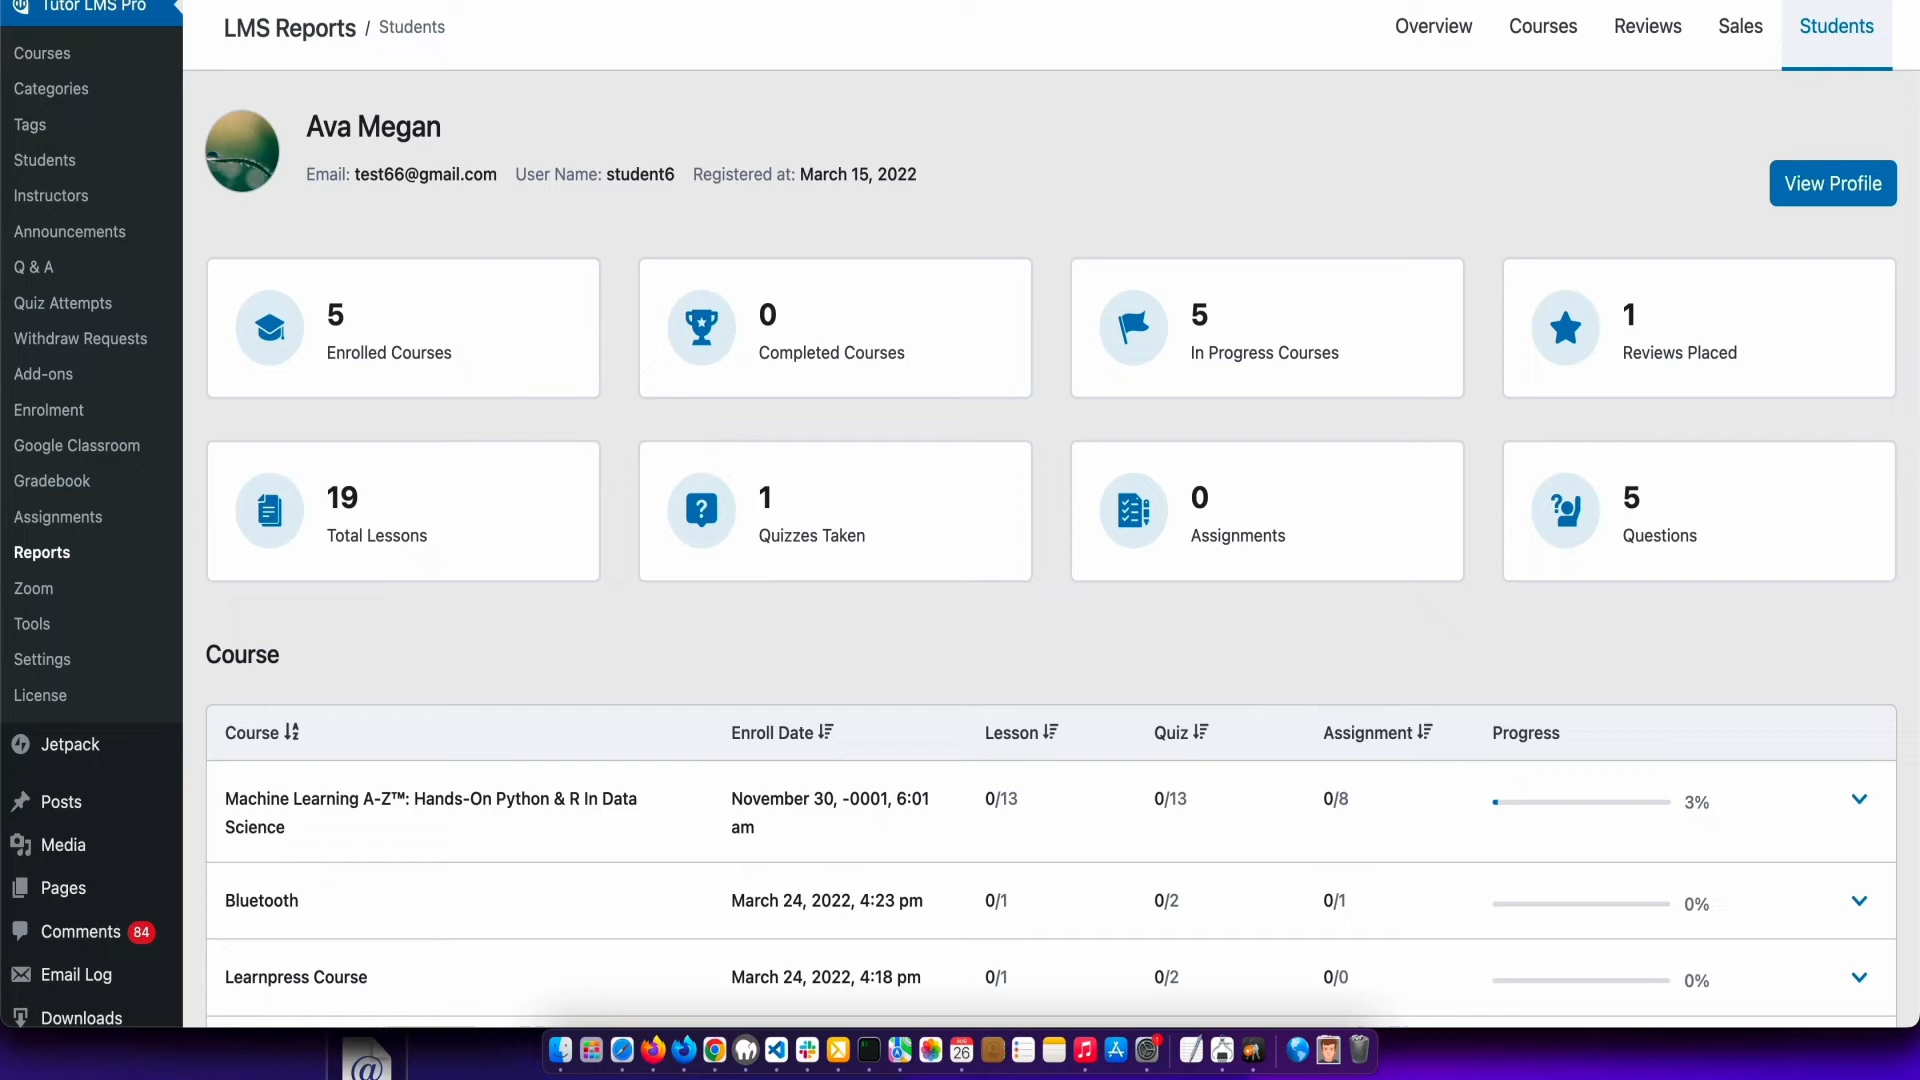 Tutor LMS Pro
Courses
Categories
Tags
Students
Instructors
Announcements
Q & A
Quiz Attempts
Withdraw Requests
Add-ons
Enrolment
Google Classroom
Gradebook
Assignments
Reports
Zoom
Tools
Settings
License
Jetpack
Posts
Media
Pages
Comments 84
Email Log
Downloads
LMS Reports / Students
Overview Courses Reviews Sales Students
Ava Megan
Email: test66@gmail.com User Name: student6 Registered at: March 15, 2022
View Profile
5
Enrolled Courses
0
Completed Courses
5
In Progress Courses
1
Reviews Placed
19
Total Lessons
1
Quizzes Taken
0
Assignments
5
Questions
Course
Course Enroll Date Lesson Quiz Assignment Progress
Machine Learning A-Z™: Hands-On Python & R In Data
Science
November 30, -0001, 6:01
am
0/13 0/13 0/8 3%
Bluetooth March 24, 2022, 4:23 pm 0/1 0/2 0/1 0%
Learnpress Course March 24, 2022, 4:18 pm 0/1 0/2 0/0 0%
@
26